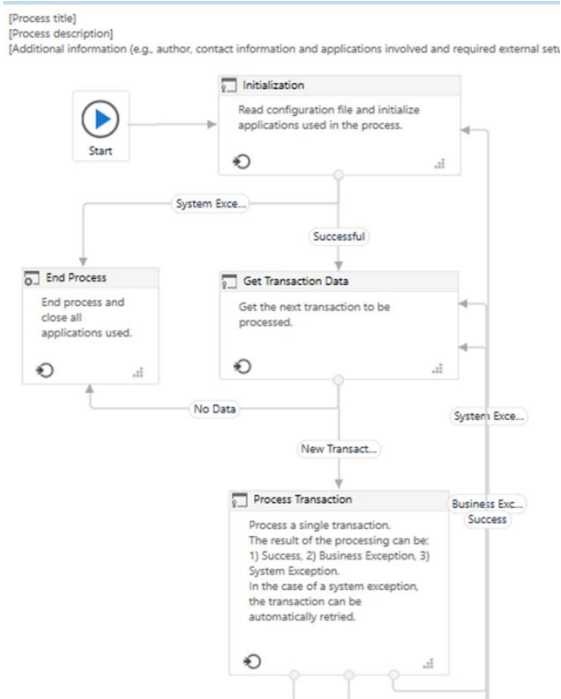 [Process title]
[Process description]
[Additional information (e.g., author, contact information and applications involved and required external setu
Initialization
Read configuration file and initialize
applications used in the process.
Start
System Exce...
Successful
End Process
End process and
close all
applications used.
Get Transaction Data
Get the next transaction to be
processed.
No Data
System Exce...
New Transact...
Process Transaction
Process a single transaction.
The result of the processing can be:
1) Success, 2) Business Exception, 3)
System Exception.
In the case of a system exception,
the transaction can be
automatically retried.
Business Exc...
Success